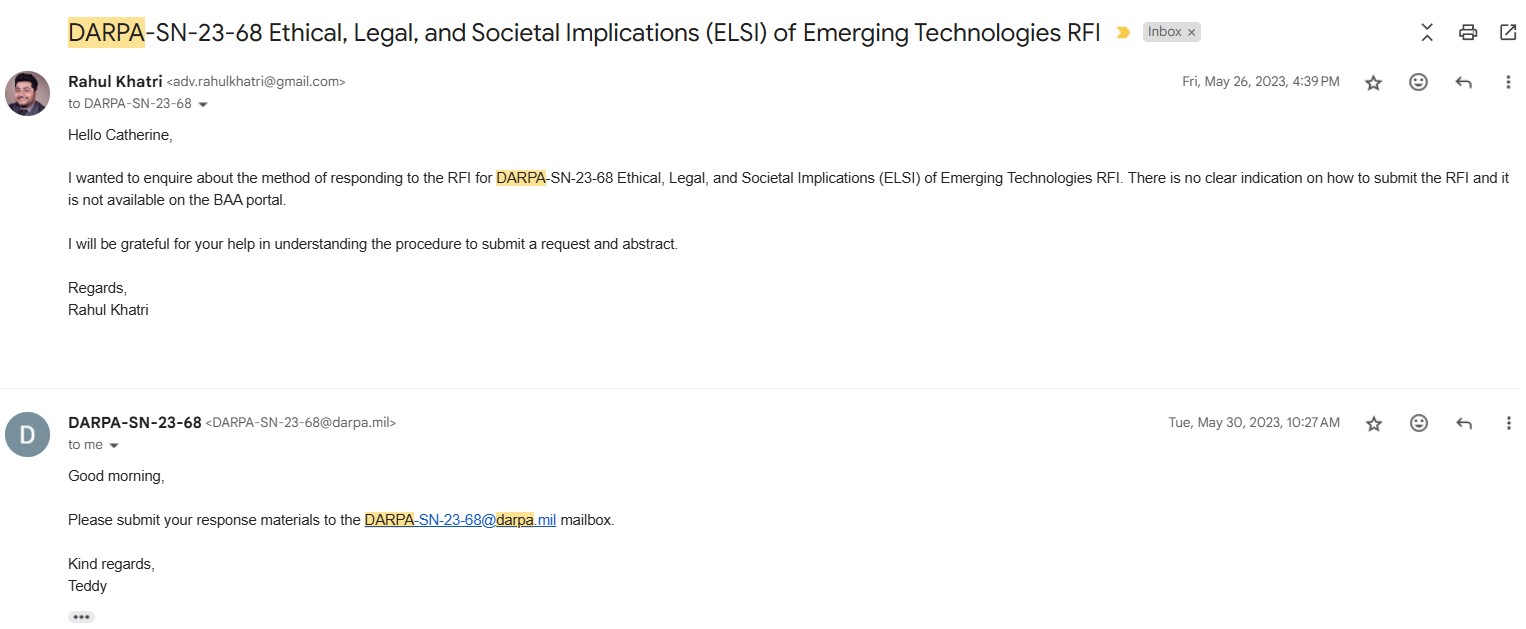 DARPA-SN-23-68 Ethical, Legal, and Societal Implications (ELSI) of Emerging Technologies RFI
Inbox ×
Rahul Khatri <adv.rahulkhatri@gmail.com>
Fri, May 26, 2023, 4:39 PM
to DARPA-SN-23-68
Hello Catherine,
I wanted to enquire about the method of responding to the RFI for DARPA-SN-23-68 Ethical, Legal, and Societal Implications (ELSI) of Emerging Technologies RFI. There is no clear indication on how to submit the RFI and it
is not available on the BAA portal.
I will be grateful for your help in understanding the procedure to submit a request and abstract.
Regards,
Rahul Khatri
D
DARPA-SN-23-68 <DARPA-SN-23-68@darpa.mil>
Tue, May 30, 2023, 10:27 AM
to me
Good morning,
Please submit your response materials to the DARPA-SN-23-68@darpa.mil mailbox.
Kind regards,
Teddy